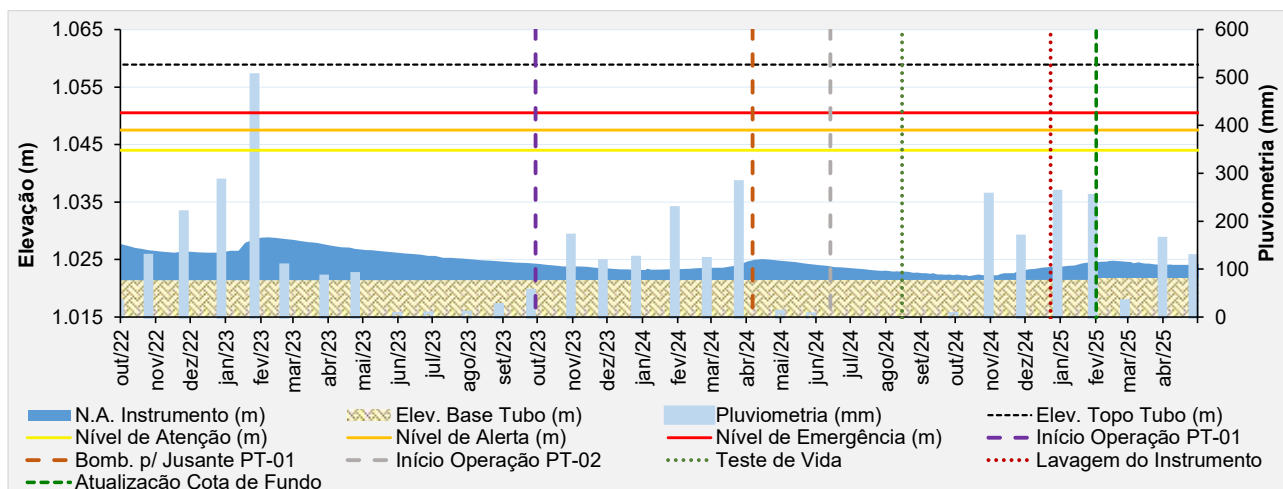 1.065
1.055
1.045
1.035
1.025
1.015
Elevação (m)
600
500
400
300
200
100
0
Pluviometria (mm)
out/22
nov/22
dez/22
jan/23
fev/23
mar/23
abr/23
mai/23
jun/23
jul/23
ago/23
set/23
out/23
nov/23
dez/23
jan/24
fev/24
mar/24
abr/24
mai/24
jun/24
jul/24
ago/24
set/24
out/24
nov/24
dez/24
jan/25
fev/25
mar/25
abr/25
N.A. Instrumento (m) Elev. Base Tubo (m) Pluviometria (mm) Elev. Topo Tubo (m)
Nível de Atenção (m) Nível de Alerta (m) Nível de Emergência (m) Início Operação PT-01
Bomb. p/ Jusante PT-01 Início Operação PT-02 Teste de Vida Lavagem do Instrumento
Atualização Cota de Fundo